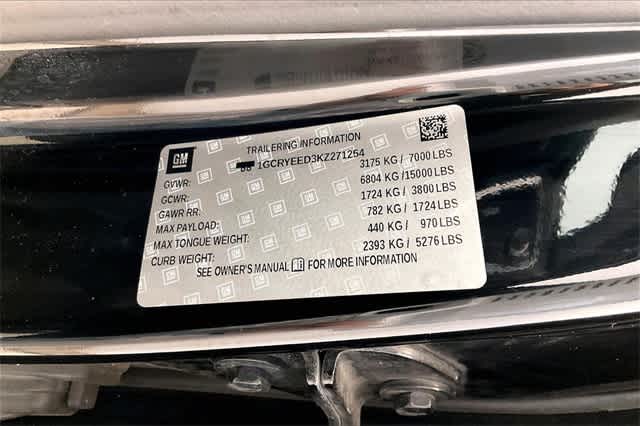 GM
TRAILERING INFORMATION
1GCRYEED3KZ271264
GVWR: 3175 KG / 7000 LBS
GCWR: 6804 KG / 15000 LBS
GAWR RR: 1724 KG / 3800 LBS
MAX PAYLOAD: 782 KG / 1724 LBS
MAX TONGUE WEIGHT: 440 KG / 970 LBS
CURB WEIGHT: 2393 KG / 5276 LBS
SEE OWNER'S MANUAL FOR MORE INFORMATION